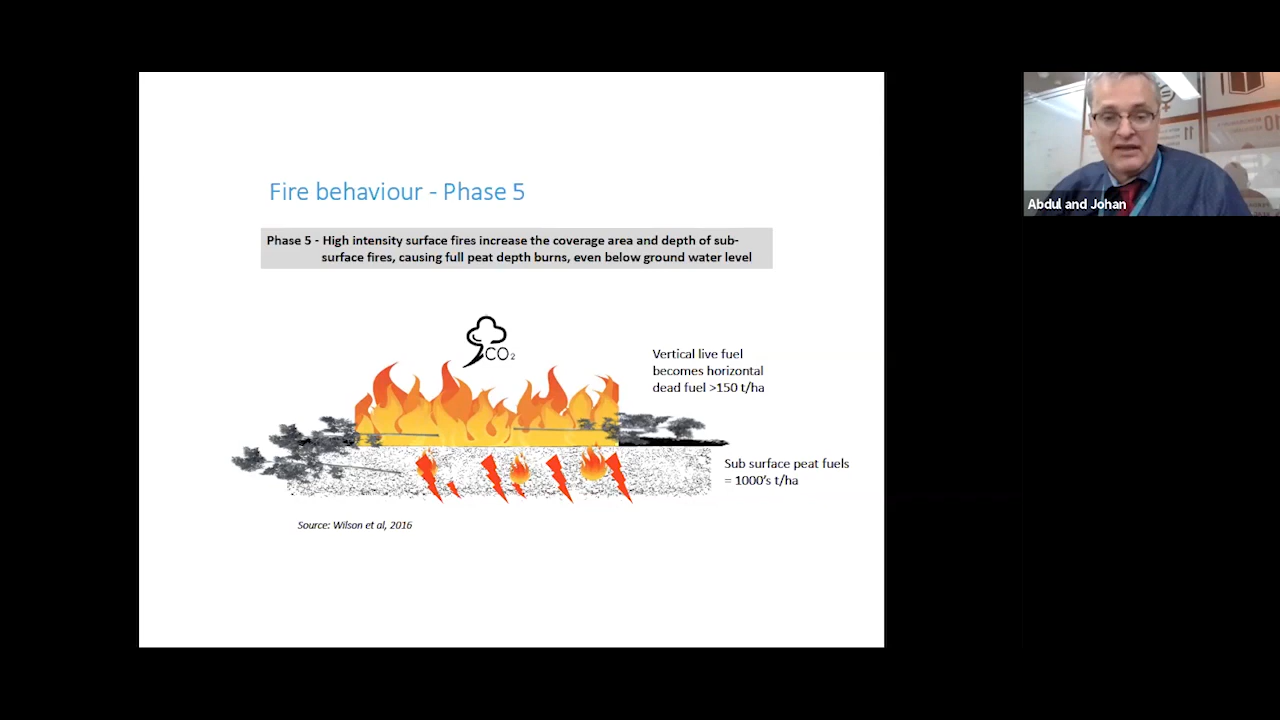 Fire behaviour - Phase 5
Phase 5 - High intensity surface fires increase the coverage area and depth of sub-
surface fires, causing full peat depth burns, even below ground water level
CO₂
Vertical live fuel
becomes horizontal
dead fuel >150 t/ha
Sub surface peat fuels
= 1000's t/ha
Source: Wilson et al, 2016
10
11
Abdul and Johan